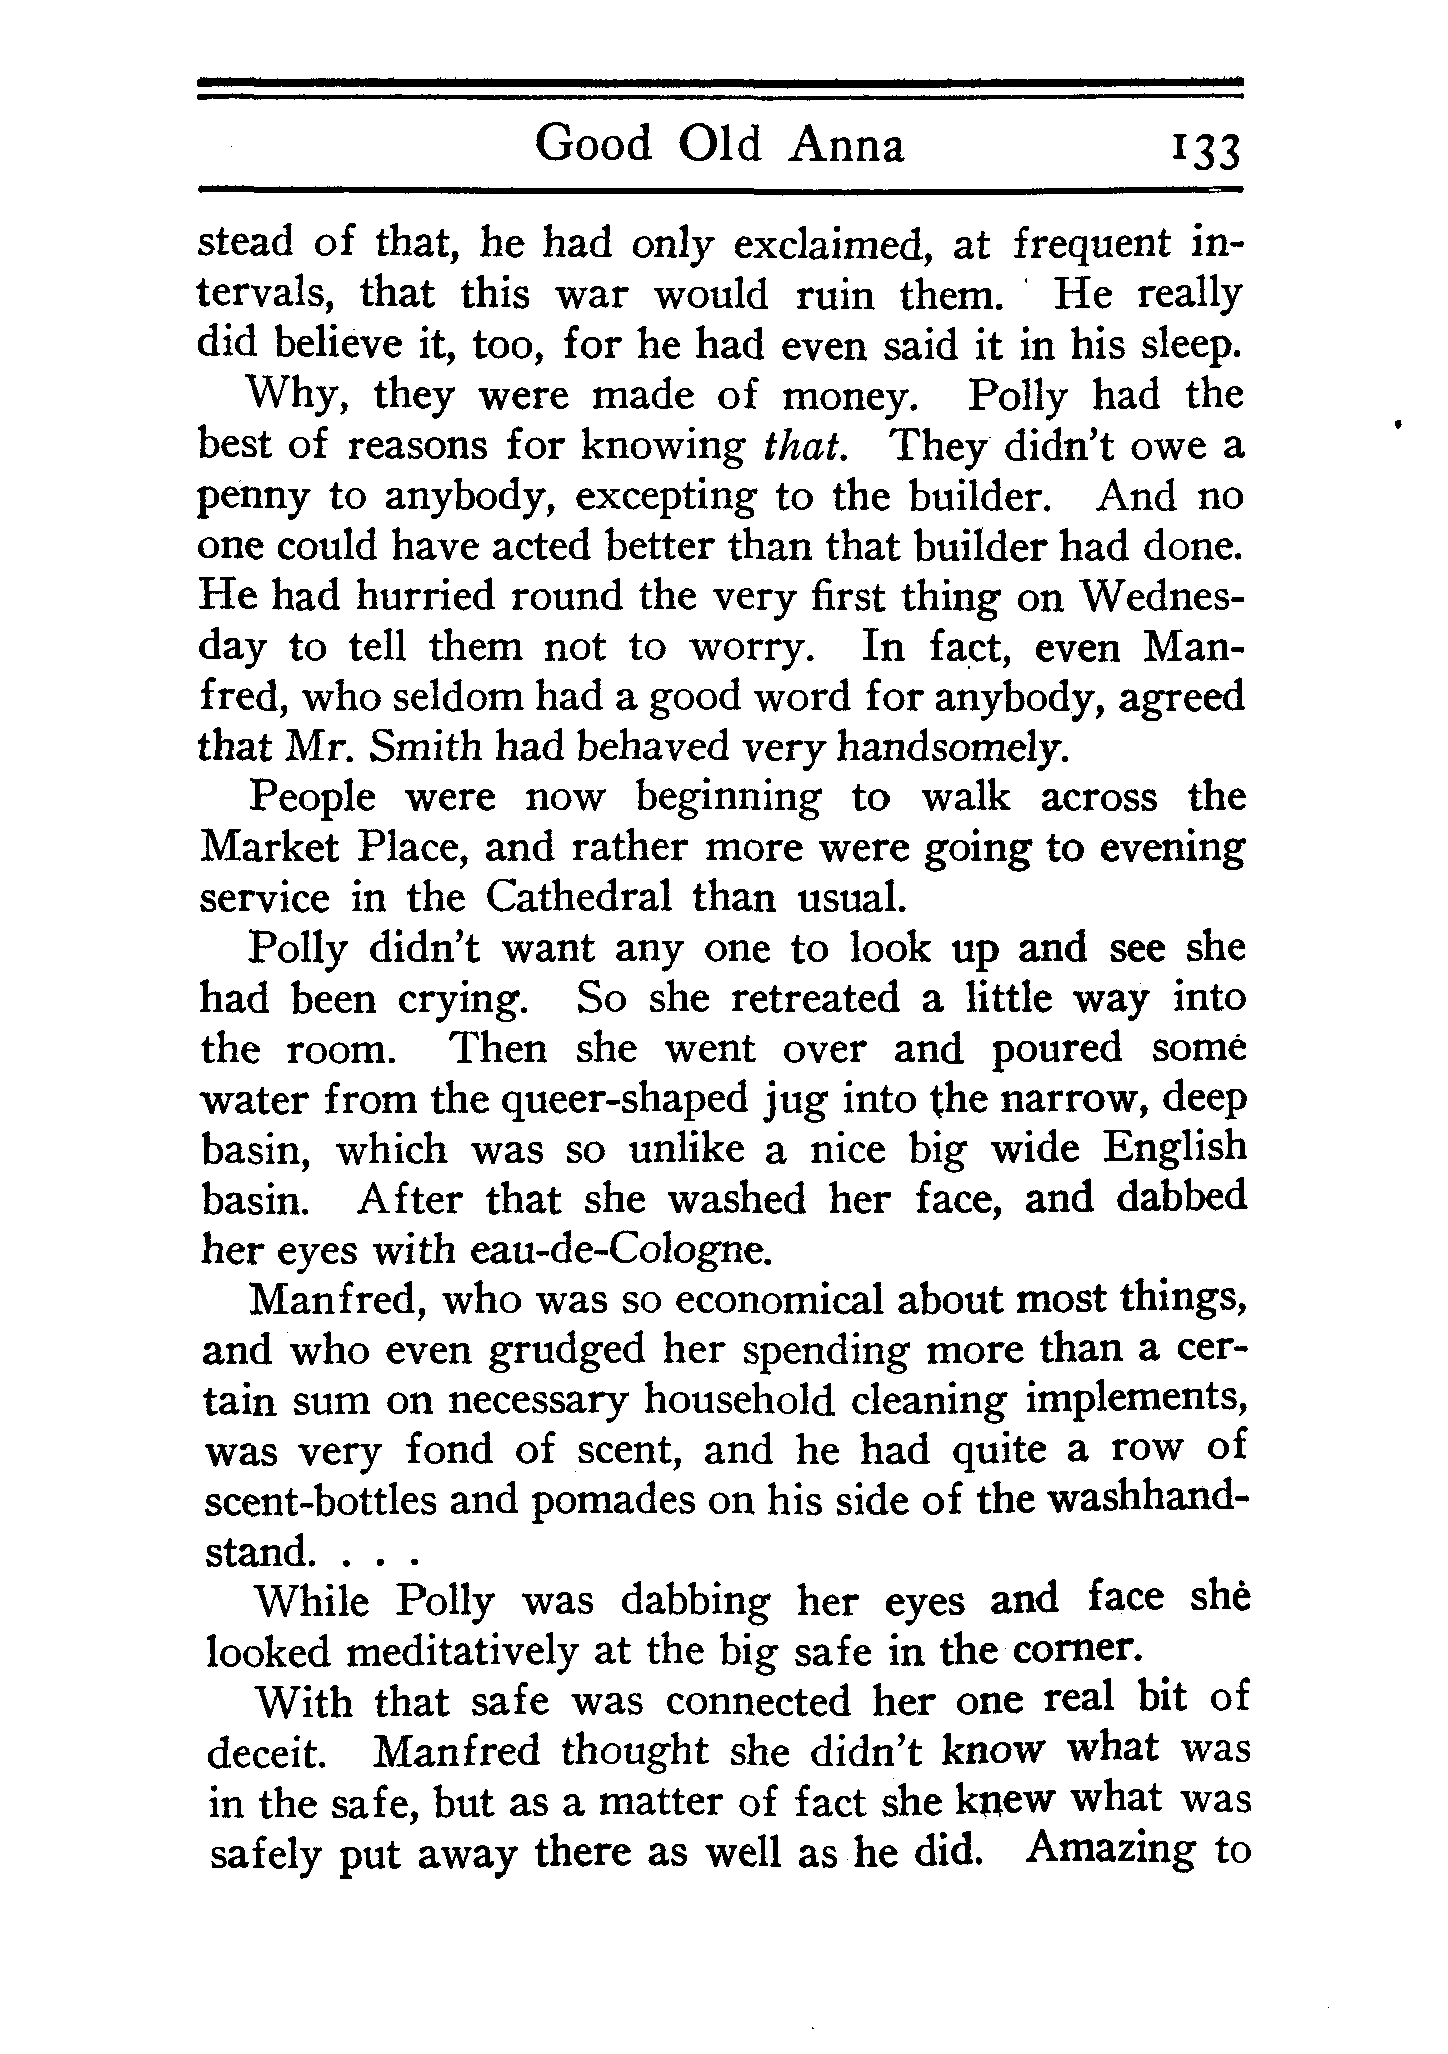 Good Old Anna 133
stead of that, he had only exclaimed, at frequent in-
tervals, that this war would ruin them. He really
did believe it, too, for he had even said it in his sleep.
Why, they were made of money. Polly had the
best of reasons for knowing that. They didn't owe a
penny to anybody, excepting to the builder. And no
one could have acted better than that builder had done.
He had hurried round the very first thing on Wednes-
day to tell them not to worry. In fact, even Man-
fred, who seldom had a good word for anybody, agreed
that Mr. Smith had behaved very handsomely.
People were now beginning to walk across the
Market Place, and rather more were going to evening
service in the Cathedral than usual.
Polly didn't want any one to look up and see she
had been crying. So she retreated a little way into
the room. Then she went over and poured some
water from the queer-shaped jug into the narrow, deep
basin, which was so unlike a nice big wide English
basin. After that she washed her face, and dabbed
her eyes with eau-de-Cologne.
Manfred, who was so economical about most things,
and who even grudged her spending more than a cer-
tain sum on necessary household cleaning implements,
was very fond of scent, and he had quite a row of
scent-bottles and pomades on his side of the washhand-
stand. . . .
While Polly was dabbing her eyes and face she
looked meditatively at the big safe in the corner.
With that safe was connected her one real bit of
deceit. Manfred thought she didn't know what was
in the safe, but as a matter of fact she knew what was
safely put away there as well as he did. Amazing to